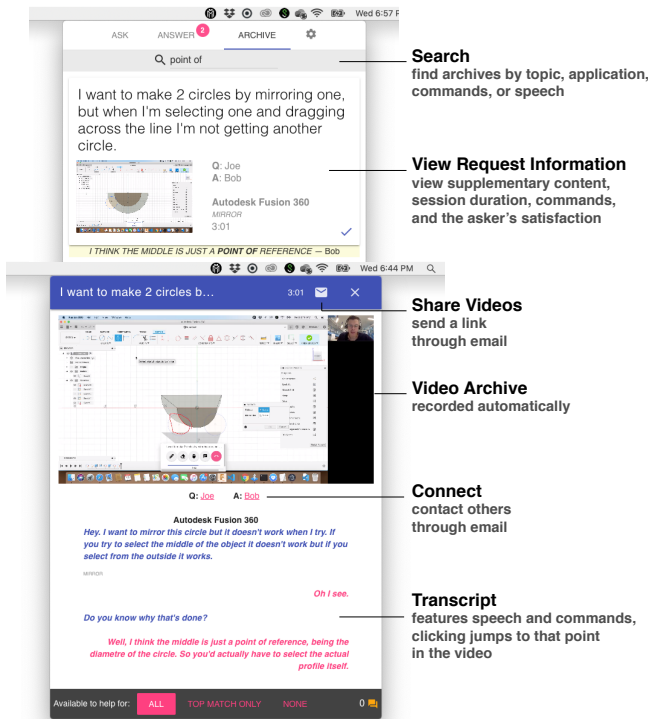 Wed 6:57 P
ASK ANSWER 2 ARCHIVE
point of
I want to make 2 circles by mirroring one,
but when I'm selecting one and dragging
across the line I'm not getting another
circle.
Q: Joe
A: Bob
Autodesk Fusion 360
MIRROR
3:01
I THINK THE MIDDLE IS JUST A POINT OF REFERENCE — Bob
Search
find archives by topic, application,
commands, or speech
View Request Information
view supplementary content,
session duration, commands,
and the asker's satisfaction
Wed 6:44 PM
I want to make 2 circles b... 3:01
Q: Joe A: Bob
Autodesk Fusion 360
Hey. I want to mirror this circle but it doesn't work when I try. If
you try to select the middle of the object it doesn't work but if you
select from the outside it works.
MIRROR
Oh I see.
Do you know why that's done?
Well, I think the middle is just a point of reference, being the
diametre of the circle. So you'd actually have to select the actual
profile itself.
Available to help for: ALL TOP MATCH ONLY NONE 0
Share Videos
send a link
through email
Video Archive
recorded automatically
Connect
contact others
through email
Transcript
features speech and commands,
clicking jumps to that point
in the video